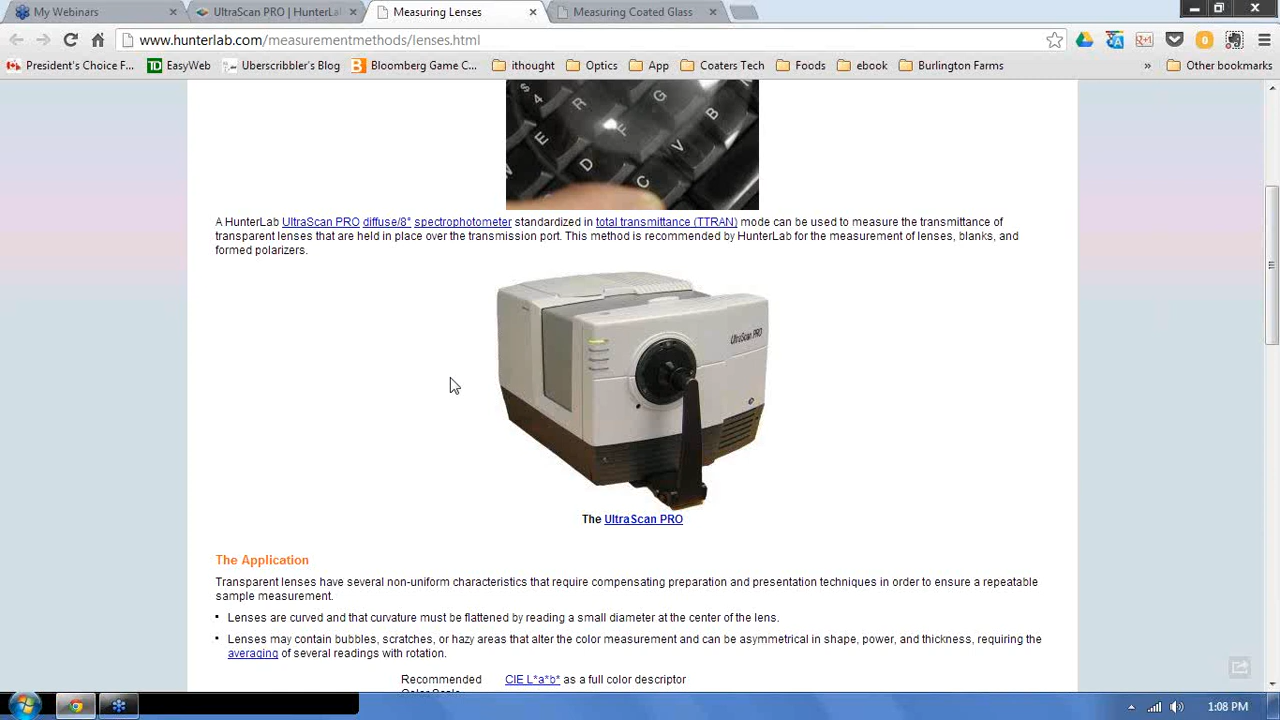 My Webinars
UltraScan PRO | HunterLa
Measuring Lenses
Measuring Coated Glass
www.hunterlab.com/measurementmethods/lenses.html
President's Choice F...
EasyWeb
Uberscribbler's Blog
Bloomberg Game C...
ithought
Optics
App
Coaters Tech
Foods
ebook
Burlington Farms
»
Other bookmarks
4 R G B
E F V
D C
A HunterLab UltraScan PRO diffuse/8° spectrophotometer standardized in total transmittance (TTRAN) mode can be used to measure the transmittance of
transparent lenses that are held in place over the transmission port. This method is recommended by HunterLab for the measurement of lenses, blanks, and
formed polarizers.
UltraScan PRO
The UltraScan PRO
The Application
Transparent lenses have several non-uniform characteristics that require compensating preparation and presentation techniques in order to ensure a repeatable
sample measurement.
• Lenses are curved and that curvature must be flattened by reading a small diameter at the center of the lens.
• Lenses may contain bubbles, scratches, or hazy areas that alter the color measurement and can be asymmetrical in shape, power, and thickness, requiring the
averaging of several readings with rotation.
Recommended CIE L*a*b* as a full color descriptor
1:08 PM